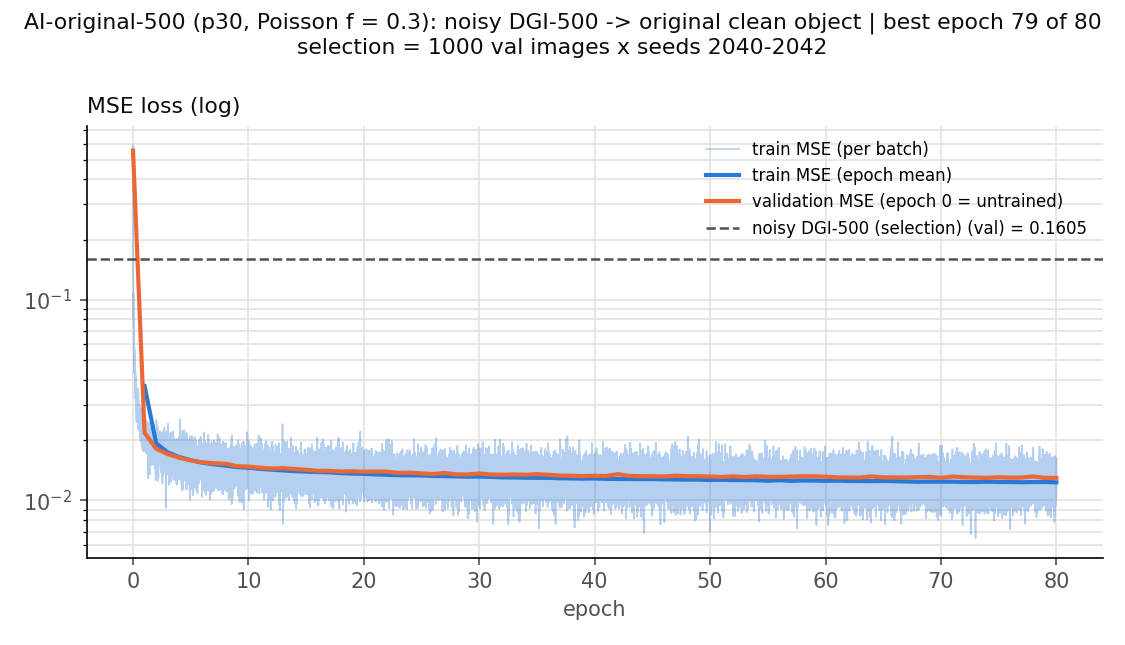 AI-original-500 (p30, Poisson f = 0.3): noisy DGI-500 -> original clean object | best epoch 79 of 80
selection = 1000 val images x seeds 2040-2042
MSE loss (log)
train MSE (per batch)
train MSE (epoch mean)
validation MSE (epoch 0 = untrained)
noisy DGI-500 (selection) (val) = 0.1605
10⁻¹
10⁻²
0 10 20 30 40 50 60 70 80
epoch